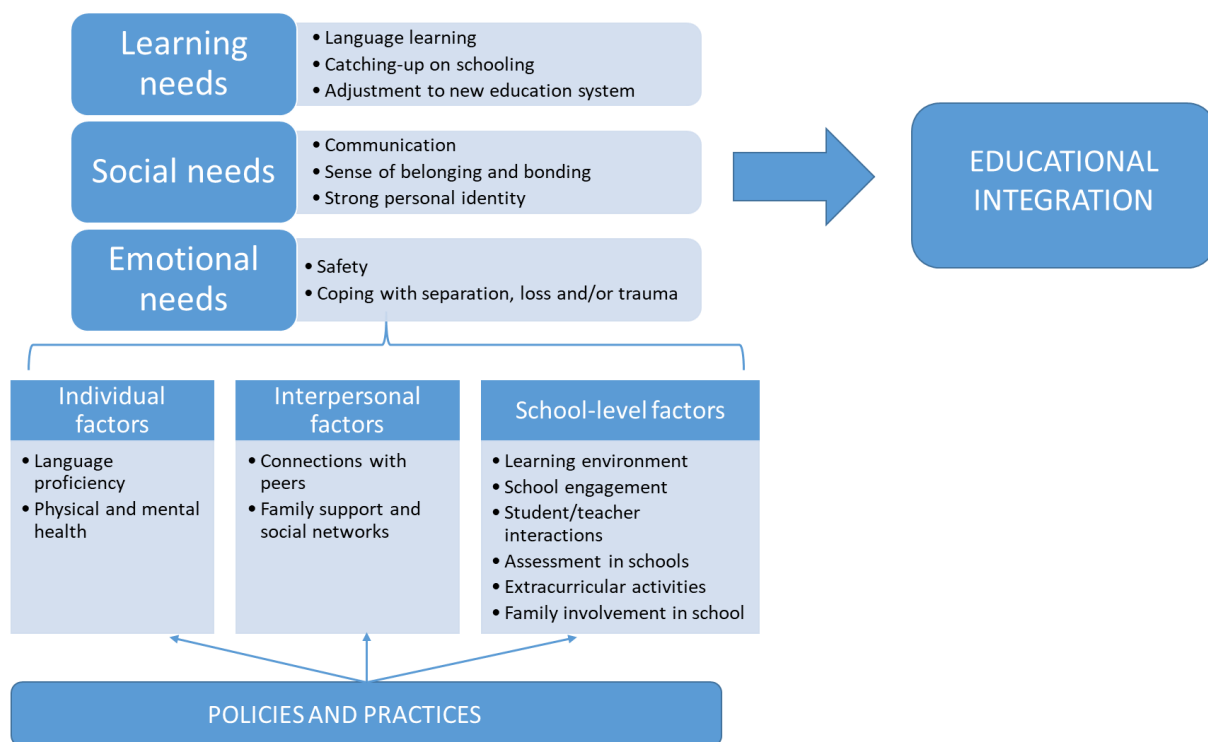 Learning
needs
• Language learning
• Catching-up on schooling
• Adjustment to new education system
Social needs
• Communication
• Sense of belonging and bonding
• Strong personal identity
Emotional
needs
• Safety
• Coping with separation, loss and/or trauma
EDUCATIONAL
INTEGRATION
Individual
factors
• Language
proficiency
• Physical and mental
health
Interpersonal
factors
• Connections with
peers
• Family support and
social networks
School-level factors
• Learning environment
• School engagement
• Student/teacher
interactions
• Assessment in schools
• Extracurricular activities
• Family involvement in school
POLICIES AND PRACTICES